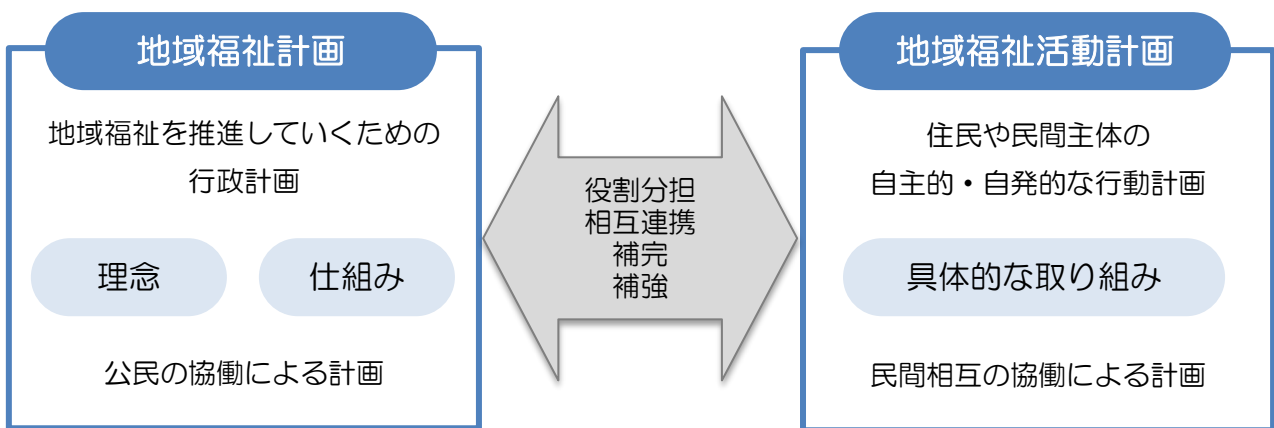 地域福祉計画
地域福祉を推進していくための
行政計画
理念
仕組み
公民の協働による計画
役割分担
相互連携
補完
補強
地域福祉活動計画
住民や民間主体の
自主的・自発的な行動計画
具体的な取り組み
民間相互の協働による計画